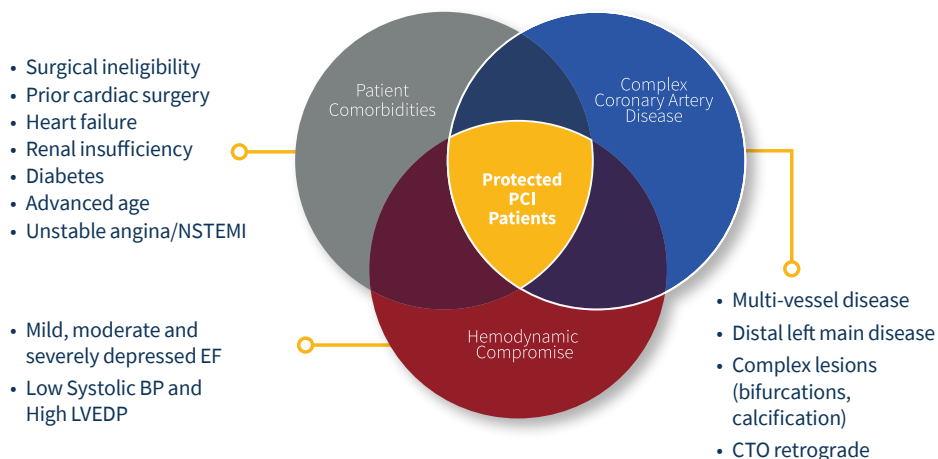 • Surgical ineligibility
• Prior cardiac surgery
• Heart failure
• Renal insufficiency
• Diabetes
• Advanced age
• Unstable angina/NSTEMI
Patient
Comorbidities
Complex
Coronary Artery
Disease
Protected
PCI
Patients
Hemodynamic
Compromise
• Mild, moderate and
severely depressed EF
• Low Systolic BP and
High LVEDP
• Multi-vessel disease
• Distal left main disease
• Complex lesions
(bifurcations,
calcification)
• CTO retrograde